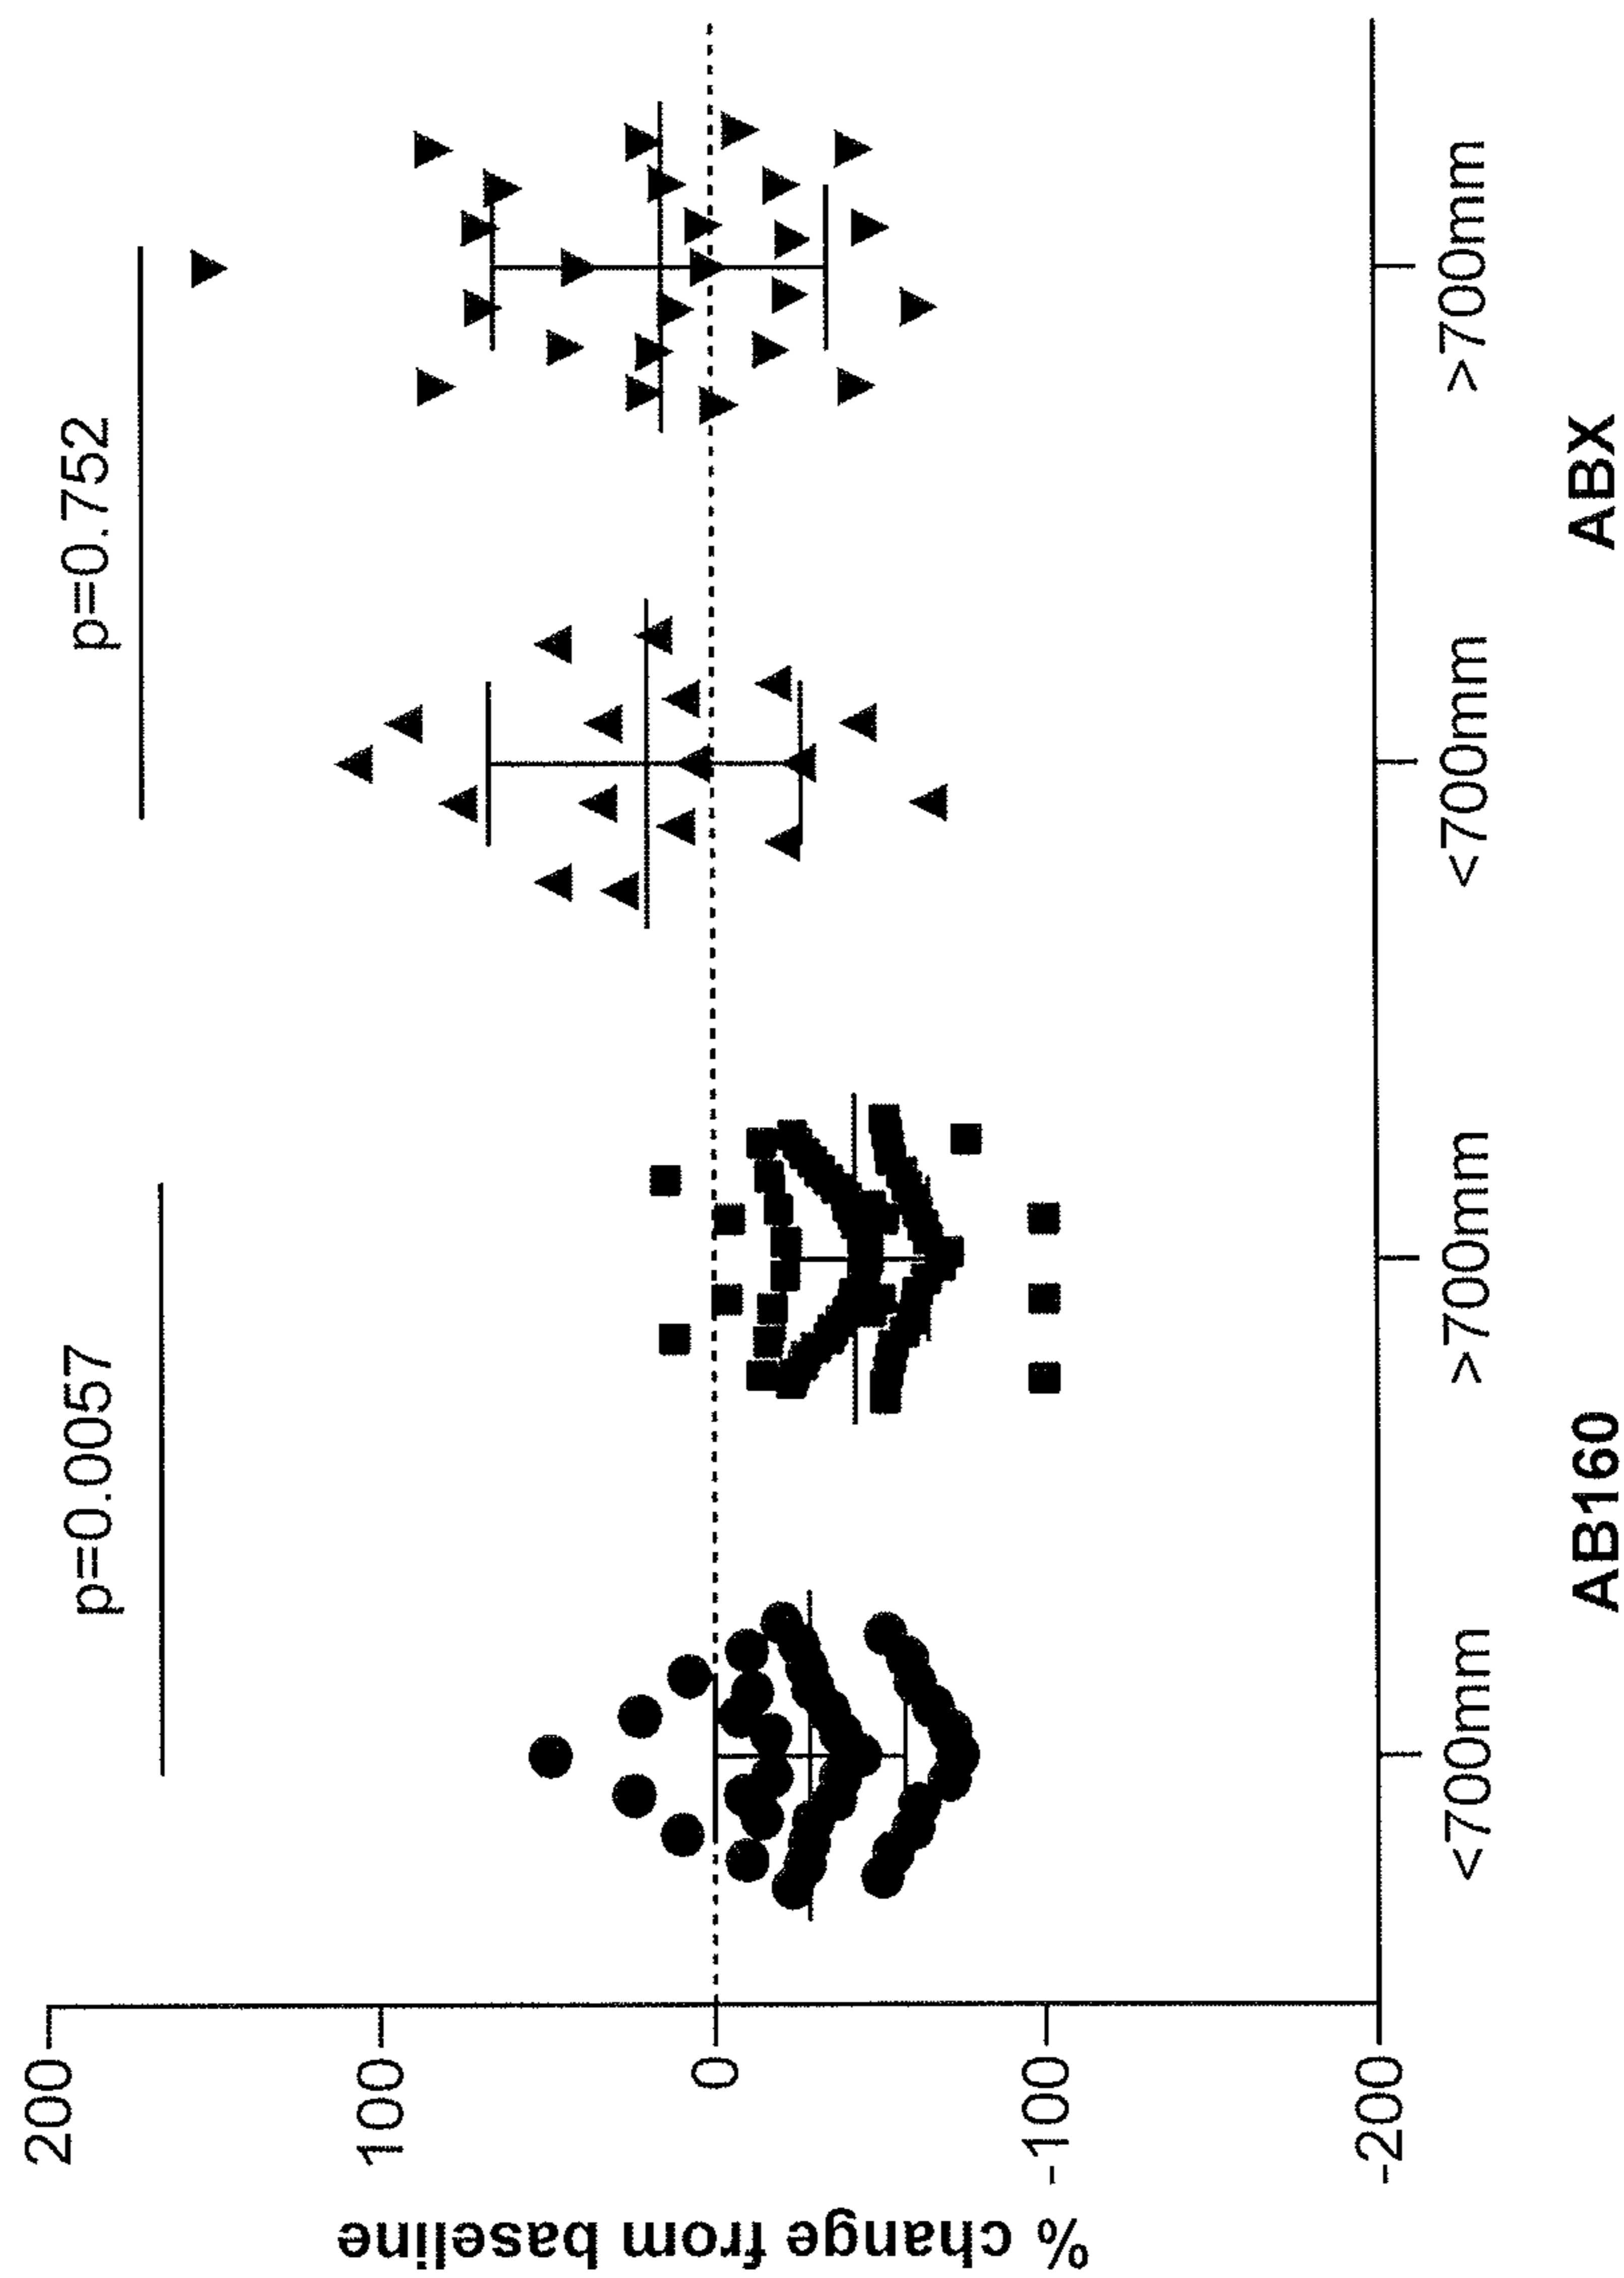 p=0.0057
p=0.752
200
100
0
-100
-200
% change from baseline
<700mm
>700mm
<700mm
>700mm
AB160
ABX